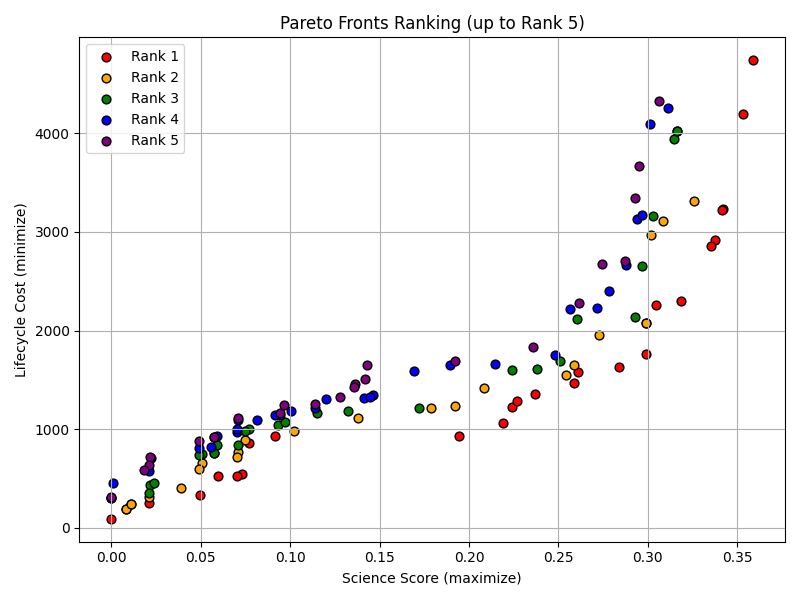 Pareto Fronts Ranking (up to Rank 5)
Rank 1
Rank 2
Rank 3
Rank 4
Rank 5
Lifecycle Cost (minimize)
4000
3000
2000
1000
0
0.00 0.05 0.10 0.15 0.20 0.25 0.30 0.35
Science Score (maximize)